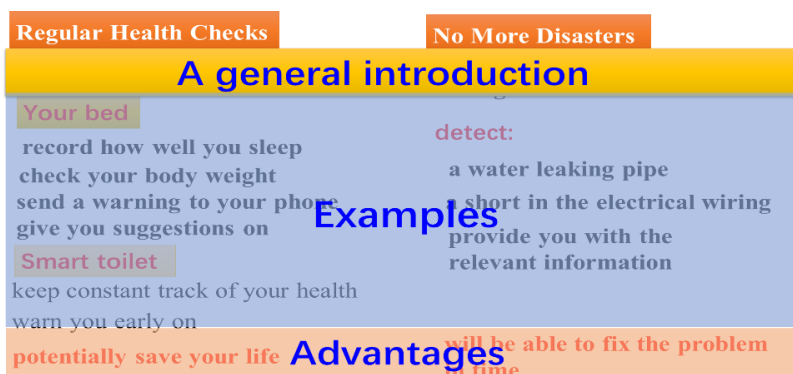 Regular Health Checks
No More Disasters
A general introduction
Your bed
record how well you sleep
check your body weight
send a warning to your phone
give you suggestions on
Smart toilet
keep constant track of your health
warn you early on
potentially save your life
detect:
a water leaking pipe
a short in the electrical wiring
provide you with the
relevant information
will be able to fix the problem
in time
Examples
Advantages